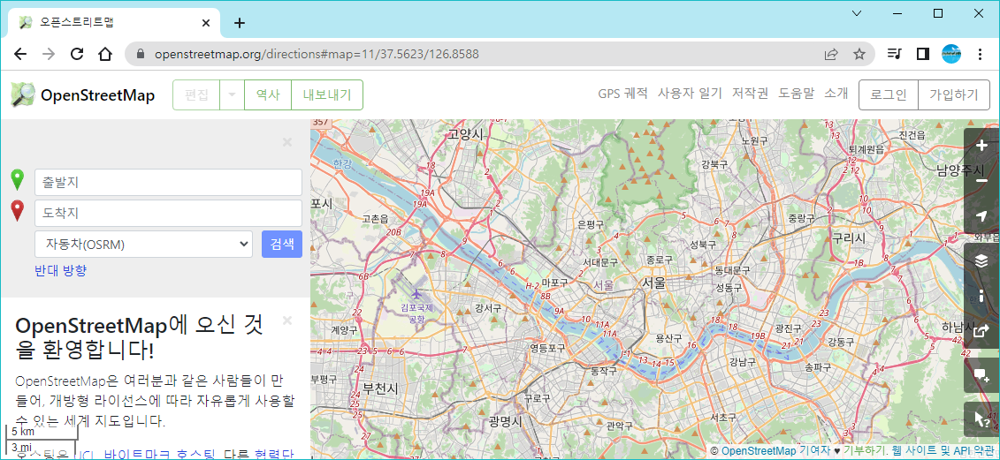 오픈스트리트맵
openstreetmap.org/directions#map=11/37.5623/126.8588
OpenStreetMap
편집
역사
내보내기
GPS 궤적
사용자 일기
저작권
도움말
소개
로그인
가입하기
출발지
도착지
자동차(OSRM)
검색
반대 방향
OpenStreetMap에 오신 것
을 환영합니다!
OpenStreetMap은 여러분과 같은 사람들이 만
들어, 개방형 라이선스에 따라 자유롭게 사용할
수 있는 세계 지도입니다.
호스팅은 UCL, 바이트마크 호스팅, 다른 협력단
5 km
3 mi
357
고양시
노원구
진건읍
퇴계원읍
한강
18
강북구
남양주시
19A
19A
포시
고촌읍
20B
은평구
중랑구
구리시
와부읍
성북구
서대문구
종로구
동대문구
6B
H-2
마포구
서울
서울
성동구
8B
김포국제
공항
강서구
9A
용산구
18B
19B
광진구
하남시
계양구
영등포구
강동구
J-1
강남구
송파구
부평구
부천시
동작구
구로구
광명시
관악구
서초구
© OpenStreetMap 기여자 ♥ 기부하기. 웹 사이트 및 API 약관